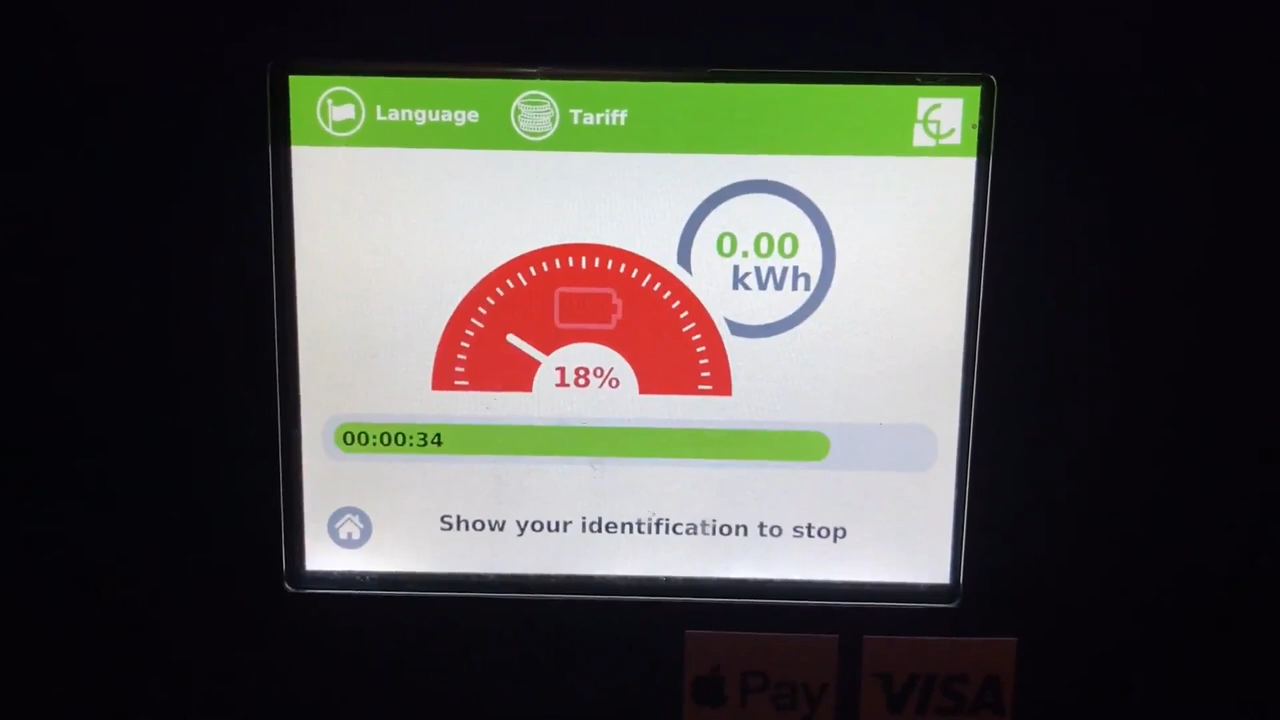 Language Tariff
0.00
kWh
18%
00:00:34
Show your identification to stop
Pay VISA